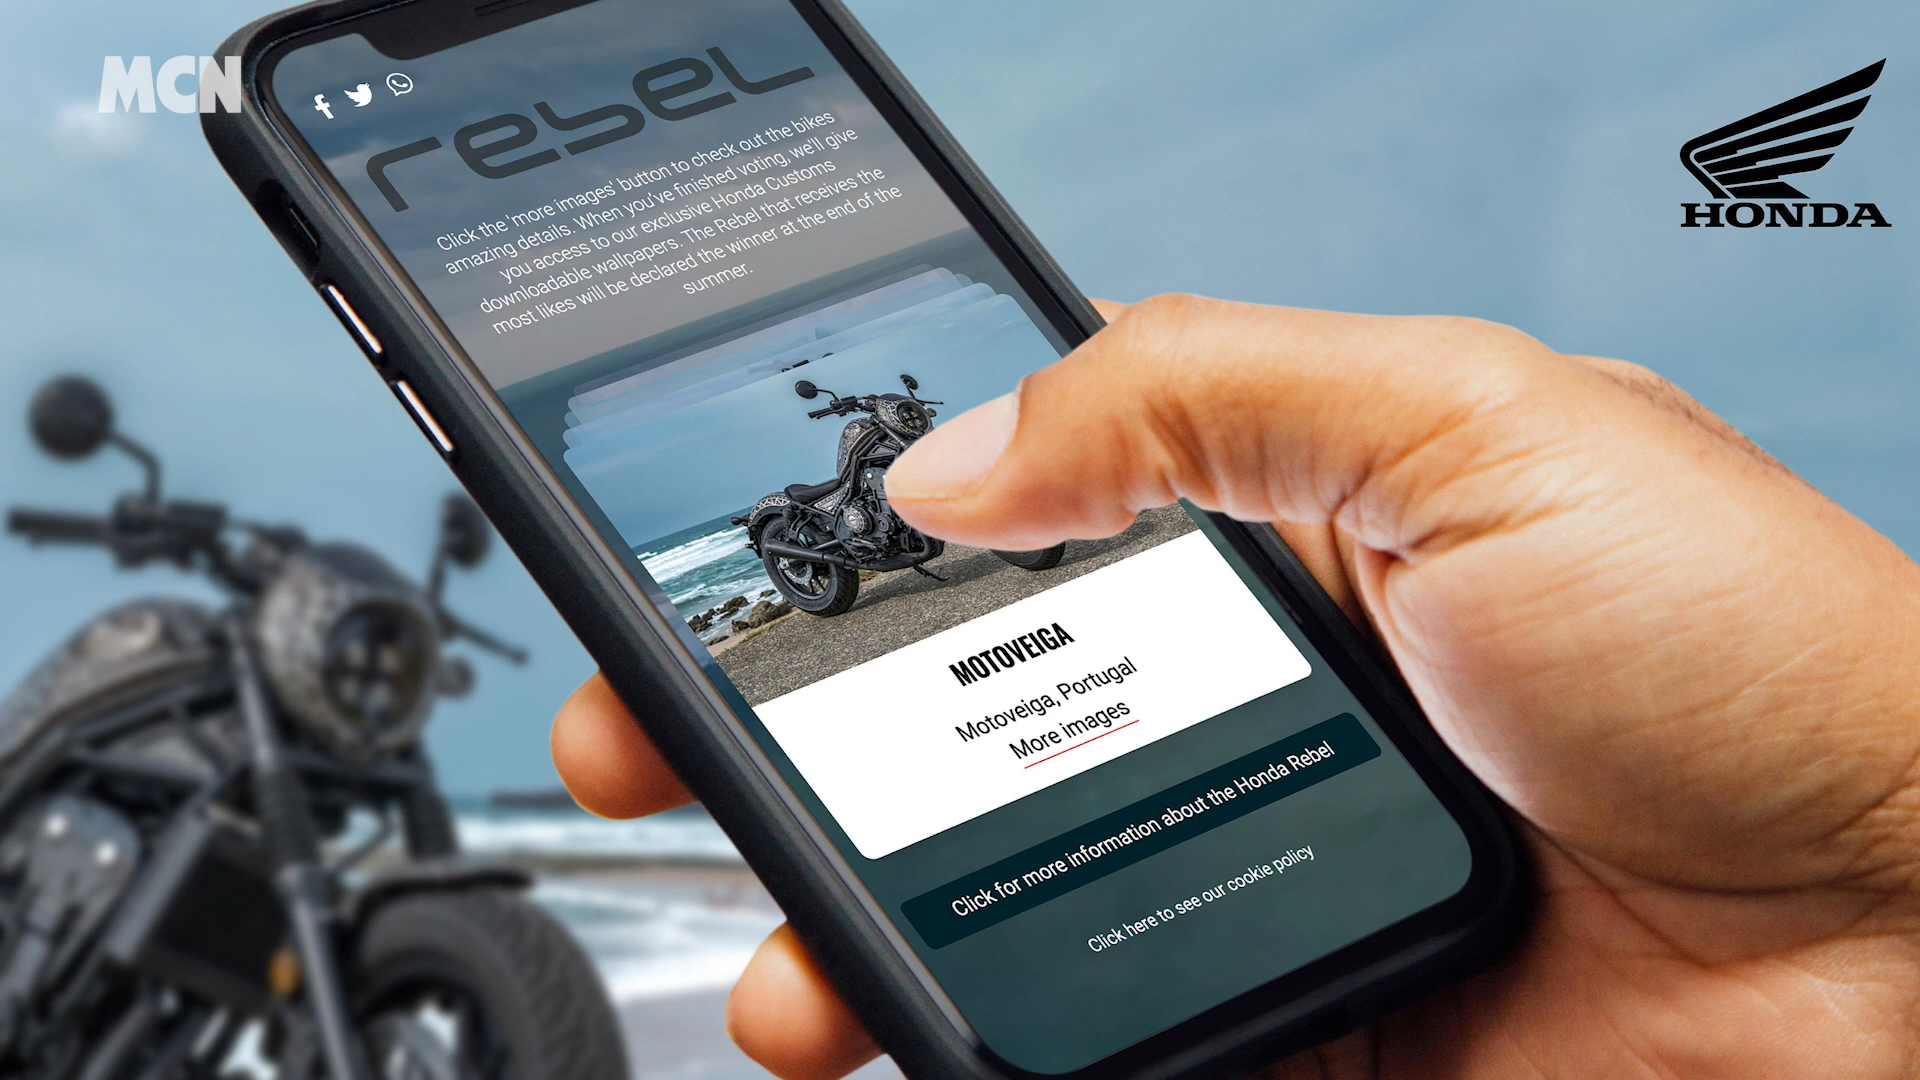 MCN
HONDA
rebel
Click the 'more images' button to check out the bikes
amazing details. When you've finished voting, we'll give
you access to our exclusive Honda Customs
downloadable wallpapers. The Rebel that receives the
most likes will be declared the winner at the end of the
summer.
MOTOVEIGA
Motoveiga, Portugal
More images
Click for more information about the Honda Rebel
Click here to see our cookie policy